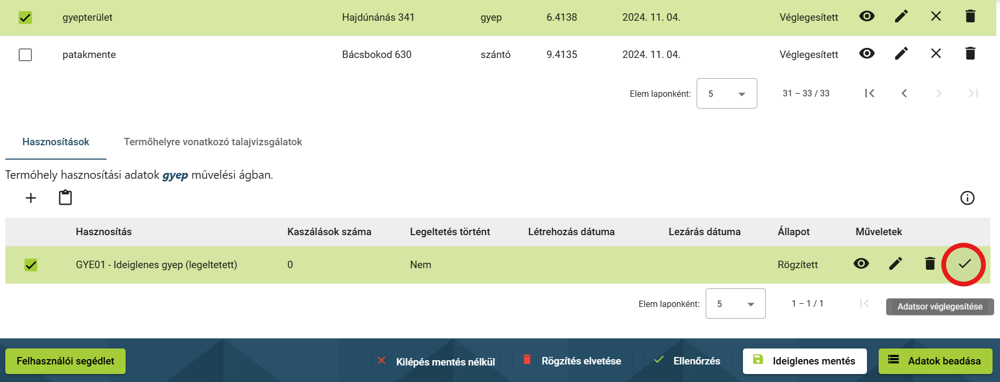 gyepterület Hajdúnánás 341 gyep 6.4138 2024. 11. 04. Véglegesített
patakmente Bácsbokod 630 szántó 9.4135 2024. 11. 04. Véglegesített
Elem laponként: 5 31 – 33 / 33
Hasznosítások Termőhelyre vonatkozó talajvizsgálatok
Termőhely hasznosítási adatok gyep művelési ágban.
Hasznosítás Kaszálások száma Legeltetés történt Létrehozás dátuma Lezárás dátuma Állapot Műveletek
GYE01 - Ideiglenes gyep (legeltetett) 0 Nem Rögzített
Elem laponként: 5 1 – 1 / 1
Adatsor véglegesítése
Felhasználói segédlet Kilépés mentés nélkül Rögzítés elvetése Ellenőrzés Ideiglenes mentés Adatok beadása